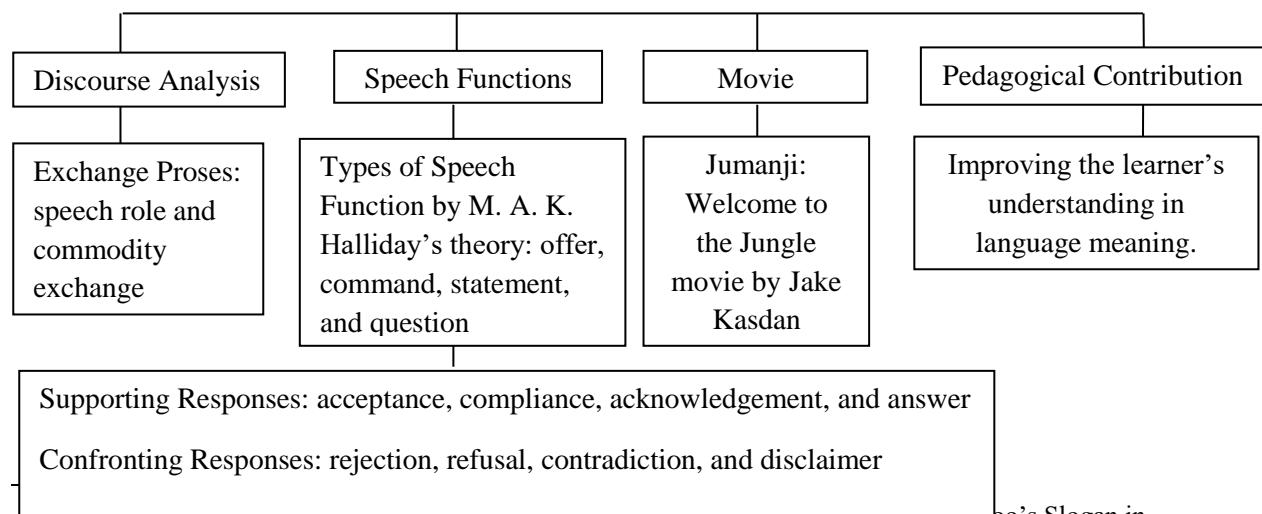 Discourse Analysis
Speech Functions
Movie
Pedagogical Contribution
Exchange Proses:
speech role and
commodity
exchange
Types of Speech
Function by M. A. K.
Halliday's theory: offer,
command, statement,
and question
Jumanji:
Welcome to
the Jungle
movie by Jake
Kasdan
Improving the learner's
understanding in
language meaning.
Supporting Responses: acceptance, compliance, acknowledgement, and answer
Confronting Responses: rejection, refusal, contradiction, and disclaimer
Slogan in